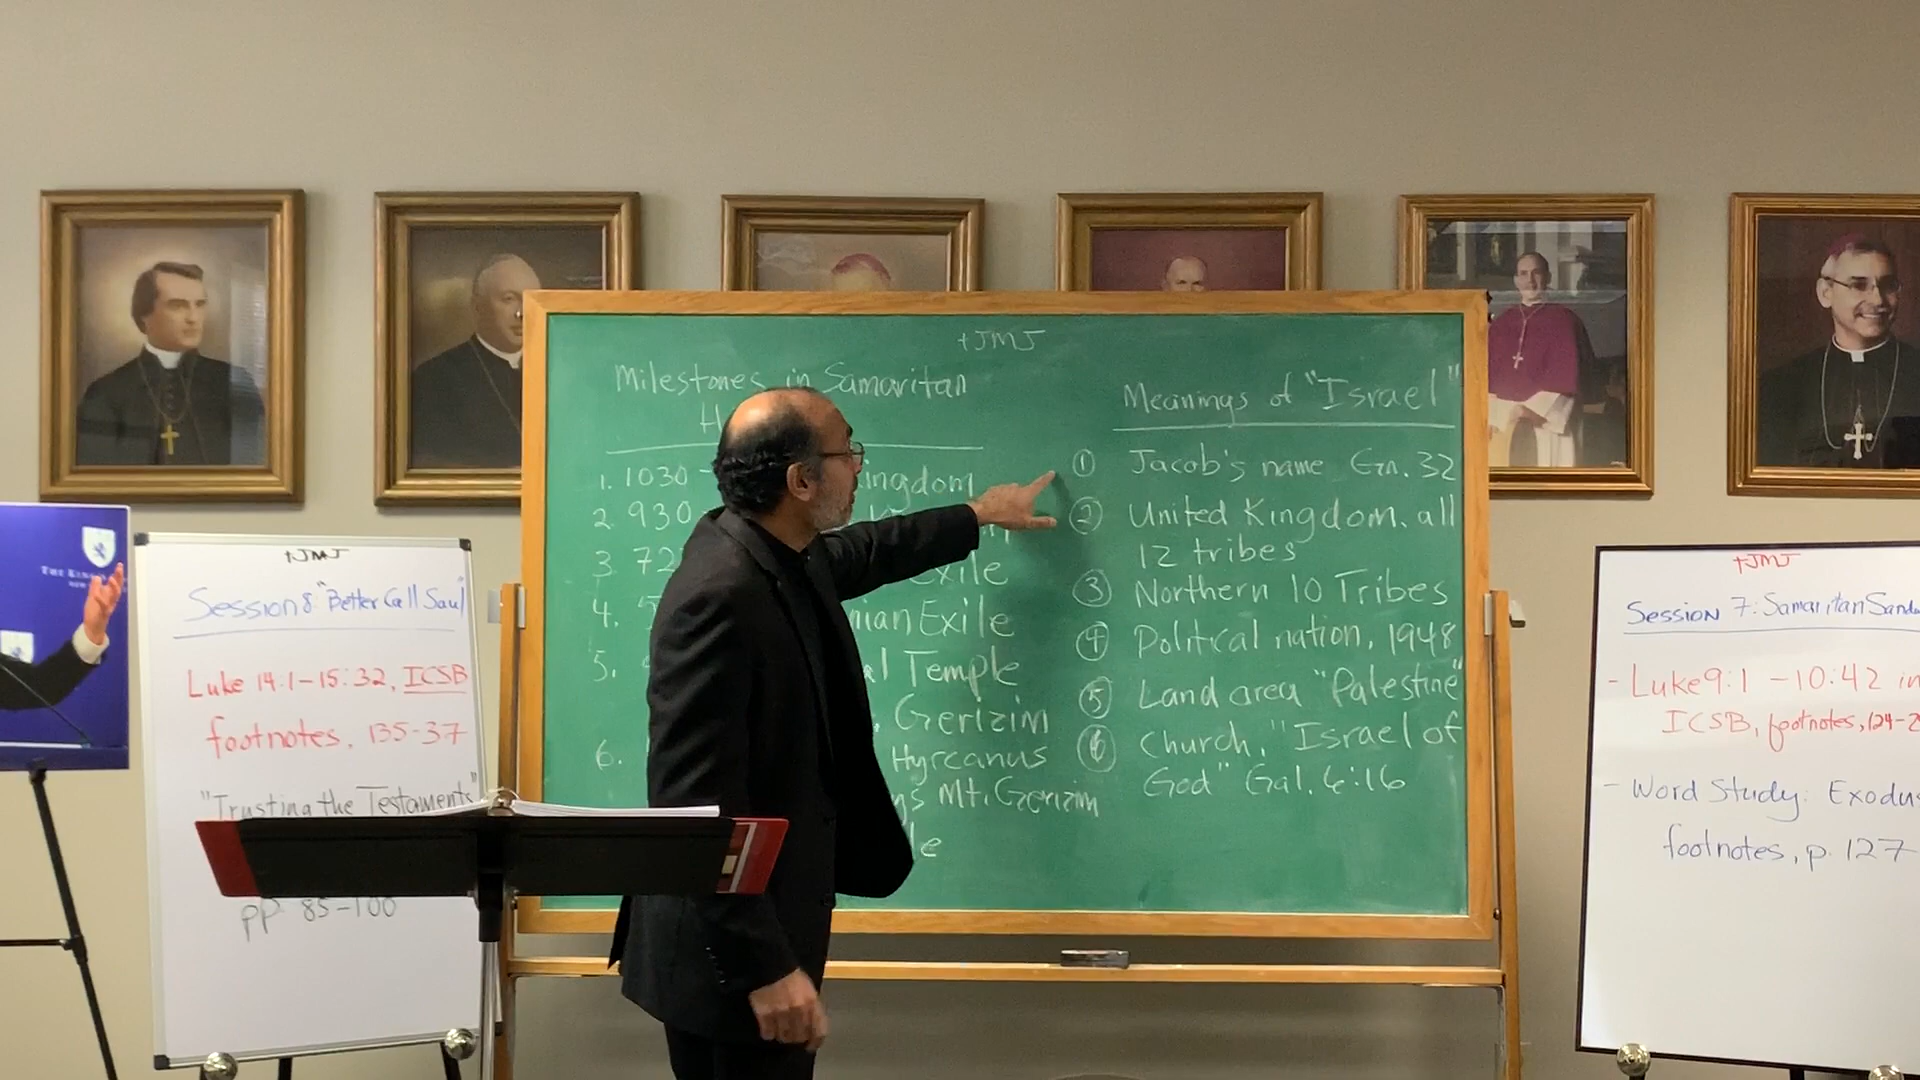 +JMJ
Milestones in Samaritan
1. 1030 - ingdom
2. 930
3. 72 Exile
4. nian Exile
5. l Temple
Gerizim
6. Hyrcanus
s Mt. Gerizim
le
Meanings of "Israel"
① Jacob's name Gen. 32
② United Kingdom, all
12 tribes
③ Northern 10 Tribes
④ Political nation, 1948
⑤ Land area "Palestine"
⑥ Church, "Israel of
God" Gal. 6:16
THE KING
+JMJ
Session 8: "Better Call Saul"
Luke 14:1-15:32, ICSB
footnotes, 135-37
"Trusting the Testaments"
pp 85-100
+JMJ
Session 7: Samaritan Sand
- Luke 9:1 - 10:42 in
ICSB, footnotes, 124-2
- Word Study: Exodu
footnotes, p. 127